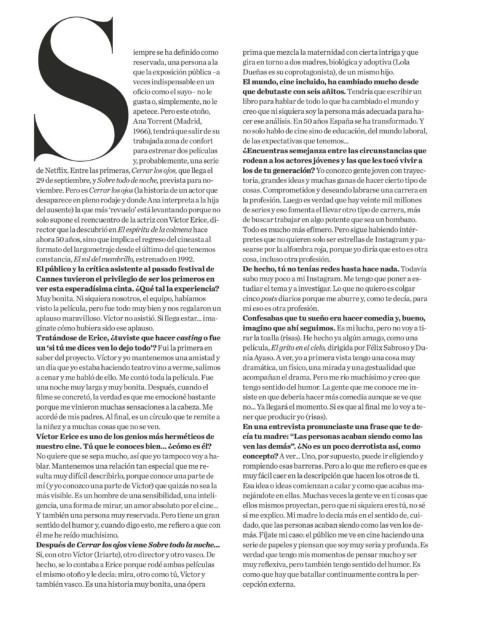 S
iempre se ha definido como
reservada, una persona a la
que la exposición pública –a
veces indispensable en un
oficio como el suyo– no le
gusta o, simplemente, no le
apetece. Pero este otoño,
Ana Torrent (Madrid,
1966), tendrá que salir de su
trabajada zona de confort
para estrenar dos películas
y, probablemente, una serie
de Netflix. Entre las primeras, Cerrar los ojos, que llega el
29 de septiembre, y Sobre todo de noche, prevista para no-
viembre. Pero es Cerrar los ojos (la historia de un actor que
desaparece en pleno rodaje y donde Ana interpreta a la hija
del ausente) la que más ‘revuelo’ está levantando porque no
solo supone el reencuentro de la actriz con Víctor Erice, di-
rector que la descubrió en El espíritu de la colmena hace
ahora 50 años, sino que implica el regreso del cineasta al
formato del largometraje desde el último del que tenemos
constancia, El sol del membrillo, estrenado en 1992.
El público y la crítica asistente al pasado festival de
Cannes tuvieron el privilegio de ser los primeros en
ver esta esperadísima cinta. ¿Qué tal la experiencia?
Muy bonita. Ni siquiera nosotros, el equipo, habíamos
visto la película, pero fue todo muy bien y nos regalaron un
aplauso maravilloso. Víctor no asistió. Si llega estar... ima-
gínate cómo hubiera sido ese aplauso.
Tratándose de Erice, ¿tuviste que hacer casting o fue
un ‘si tú me dices ven lo dejo todo’? Fui la primera en
saber del proyecto. Víctor y yo mantenemos una amistad y
un día que yo estaba haciendo teatro vino a verme, salimos
a cenar y me habló de ello. Me contó toda la película. Fue
una noche muy larga y muy bonita. Después, cuando el
filme se concretó, la verdad es que me emocioné bastante
porque me vinieron muchas sensaciones a la cabeza. Me
acordé de mis padres. Al final, es un círculo que te remite a
la niñez y a muchas cosas que no se ven.
Víctor Erice es uno de los genios más herméticos de
nuestro cine. Tú que le conoces bien... ¿cómo es él?
No quiere que se sepa mucho, así que yo tampoco voy a ha-
blar. Mantenemos una relación tan especial que me re-
sulta muy difícil describirlo, porque conoce una parte de
mí (y yo conozco una parte de Víctor) que quizás no sea la
más visible. Es un hombre de una sensibilidad, una inteli-
gencia, una forma de mirar, un amor absoluto por el cine...
Y también una persona muy reservada. Pero tiene un gran
sentido del humor y, cuando digo esto, me refiero a que con
él me he reído muchísimo.
Después de Cerrar los ojos viene Sobre todo la noche...
Sí, con otro Víctor (Iriarte), otro director y otro vasco. De
hecho, se lo contaba a Erice porque rodé ambas películas
el mismo otoño y le decía: mira, otro como tú, Víctor y
también vasco. Es una historia muy bonita, una ópera
prima que mezcla la maternidad con cierta intriga y que
gira en torno a dos madres, biológica y adoptiva (Lola
Dueñas es su coprotagonista), de un mismo hijo.
El mundo, cine incluido, ha cambiado mucho desde
que debutaste con seis añitos. Tendría que escribir un
libro para hablar de todo lo que ha cambiado el mundo y
creo que ni siquiera soy la persona más adecuada para ha-
cer ese análisis. En 50 años España se ha transformado. Y
no solo hablo de cine sino de educación, del mundo laboral,
de las expectativas que tenemos...
¿Encuentras semejanza entre las circunstancias que
rodean a los actores jóvenes y las que les tocó vivir a
los de tu generación? Yo conozco gente joven con trayec-
toria, grandes ideas y muchas ganas de hacer cierto tipo de
cosas. Comprometidos y deseando labrarse una carrera en
la profesión. Luego es verdad que hay veinte mil millones
de series y eso fomenta el llevar otro tipo de carrera, más
de buscar trabajar en algo potente que sea un bombazo.
Todo es mucho más efímero. Pero sigue habiendo intér-
pretes que no quieren solo ser estrellas de Instagram y pa-
searse por la alfombra roja, porque yo diría que esto es otra
cosa, incluso otra profesión.
De hecho, tú no tenías redes hasta hace nada. Todavía
subo muy poco a mi Instagram. Me tengo que poner a es-
tudiar el tema y a investigar. Lo que no quiero es colgar
cinco posts diarios porque me aburre y, como te decía, para
mí eso es otra profesión.
Confesabas que tu sueño era hacer comedia y, bueno,
imagino que ahí seguimos. Es mi lucha, pero no voy a ti-
rar la toalla (risas). He hecho ya algún amago, como una
película, El grito en el cielo, dirigida por Félix Sabroso y Du-
nia Ayaso. A ver, yo a primera vista tengo una cosa muy
dramática, un físico, una mirada y una gestualidad que
acompañan el drama. Pero me río muchísimo y creo que
tengo sentido del humor. La gente que me conoce me in-
siste en que debería hacer más comedia aunque se ve que
no... Ya llegará el momento. Si es que al final me lo voy a te-
ner que producir yo (risas).
En una entrevista pronunciaste una frase que te de-
cía tu madre: “Las personas acaban siendo como las
ven los demás”. ¿No es un poco derrotista así, como
concepto? A ver... Uno, por supuesto, puede ir eligiendo y
rompiendo esas barreras. Pero a lo que me refiero es que es
muy fácil caer en la descripción que hacen los otros de ti.
Esa idea o ideas comienzan a calar y como que acabas ma-
nejándote en ellas. Muchas veces la gente ve en ti cosas que
ellos mismos proyectan, pero que ni siquiera eres tú, no sé
si me explico. Mi madre lo decía más en el sentido de, cui-
dado, que las personas acaban siendo como las ven los de-
más. Fíjate mi caso: el público me ve en cine haciendo una
serie de papeles y piensan que soy muy seria y profunda. Es
verdad que tengo mis momentos de pensar mucho y ser
muy reflexiva, pero también tengo sentido del humor. Es
como que hay que batallar continuamente contra la per-
cepción externa.